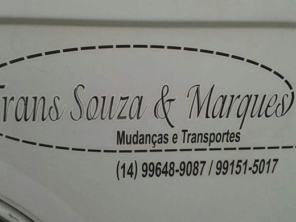 Trans Souza & Marques
Mudanças e Transportes
(14) 99648-9087 / 99151-5017